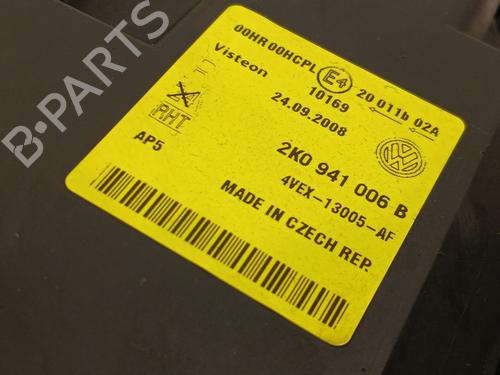 00HR 00HCPL E4 20 011b 02A
10169
Visteon
24.09.2008
PHT
AP5
2K0 941 006 B
4VEX-13005-AF
MADE IN CZECH REP.
B-PARTS